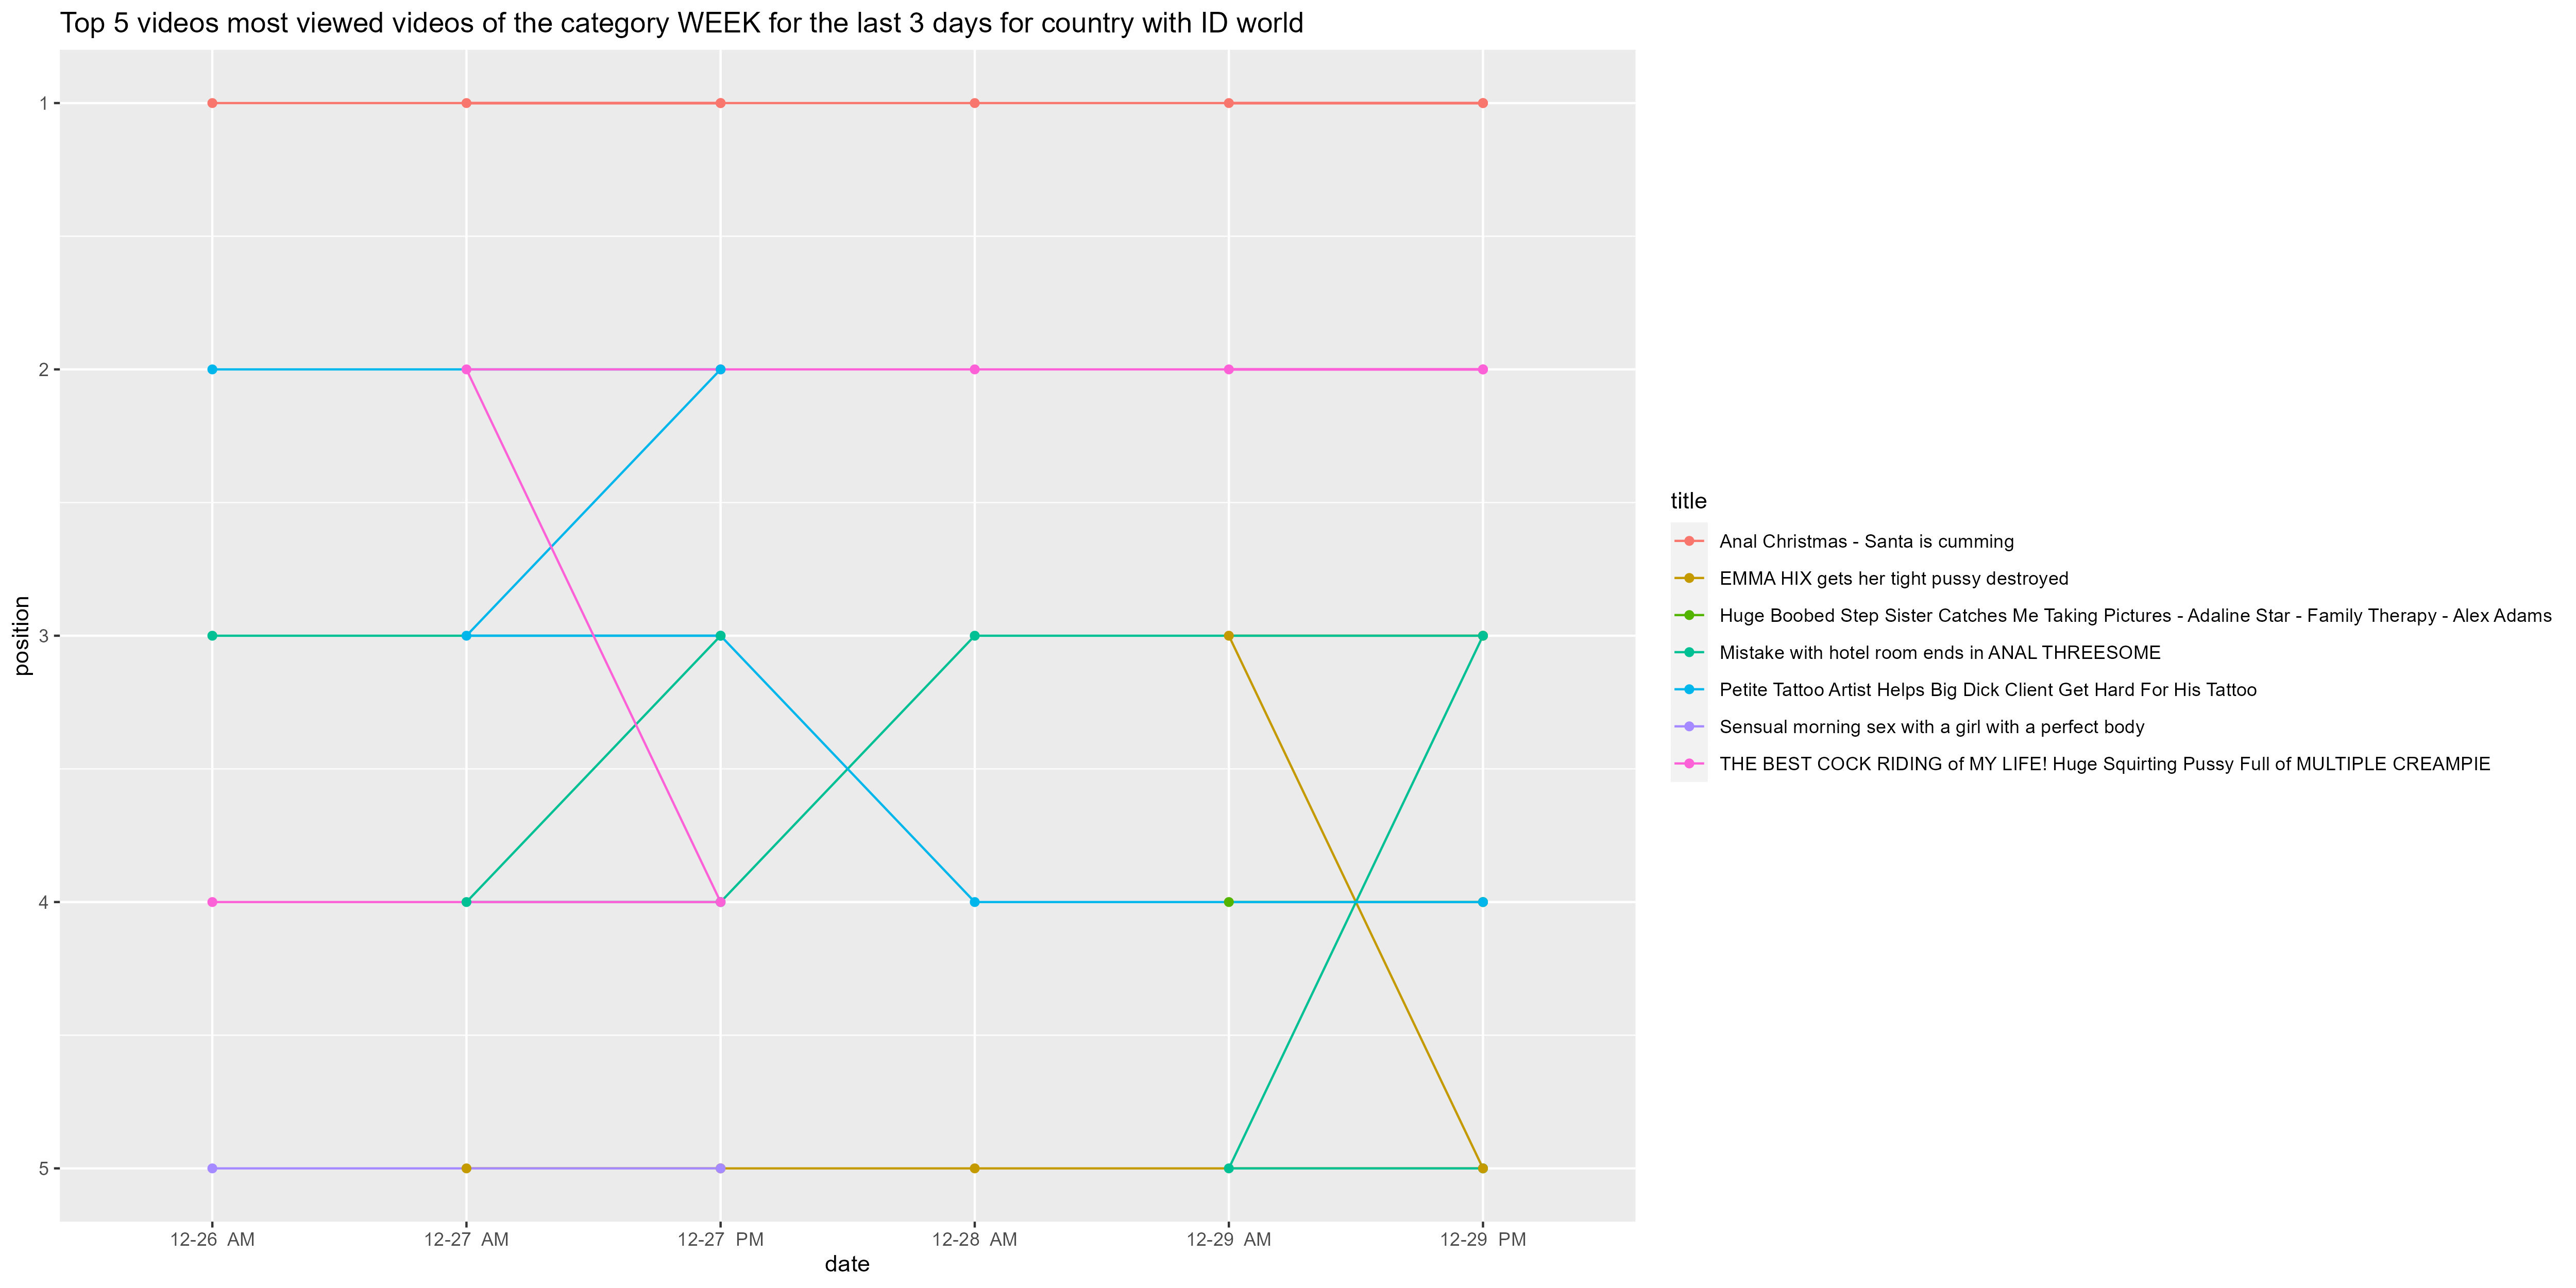 Top 5 videos most viewed videos of the category WEEK for the last 3 days for country with ID world
position
1
2
3
4
5
12-26 AM
12-27 AM
12-27 PM
12-28 AM
12-29 AM
12-29 PM
date
title
Anal Christmas - Santa is cumming
EMMA HIX gets her tight pussy destroyed
Huge Boobed Step Sister Catches Me Taking Pictures - Adaline Star - Family Therapy - Alex Adams
Mistake with hotel room ends in ANAL THREESOME
Petite Tattoo Artist Helps Big Dick Client Get Hard For His Tattoo
Sensual morning sex with a girl with a perfect body
THE BEST COCK RIDING of MY LIFE! Huge Squirting Pussy Full of MULTIPLE CREAMPIE